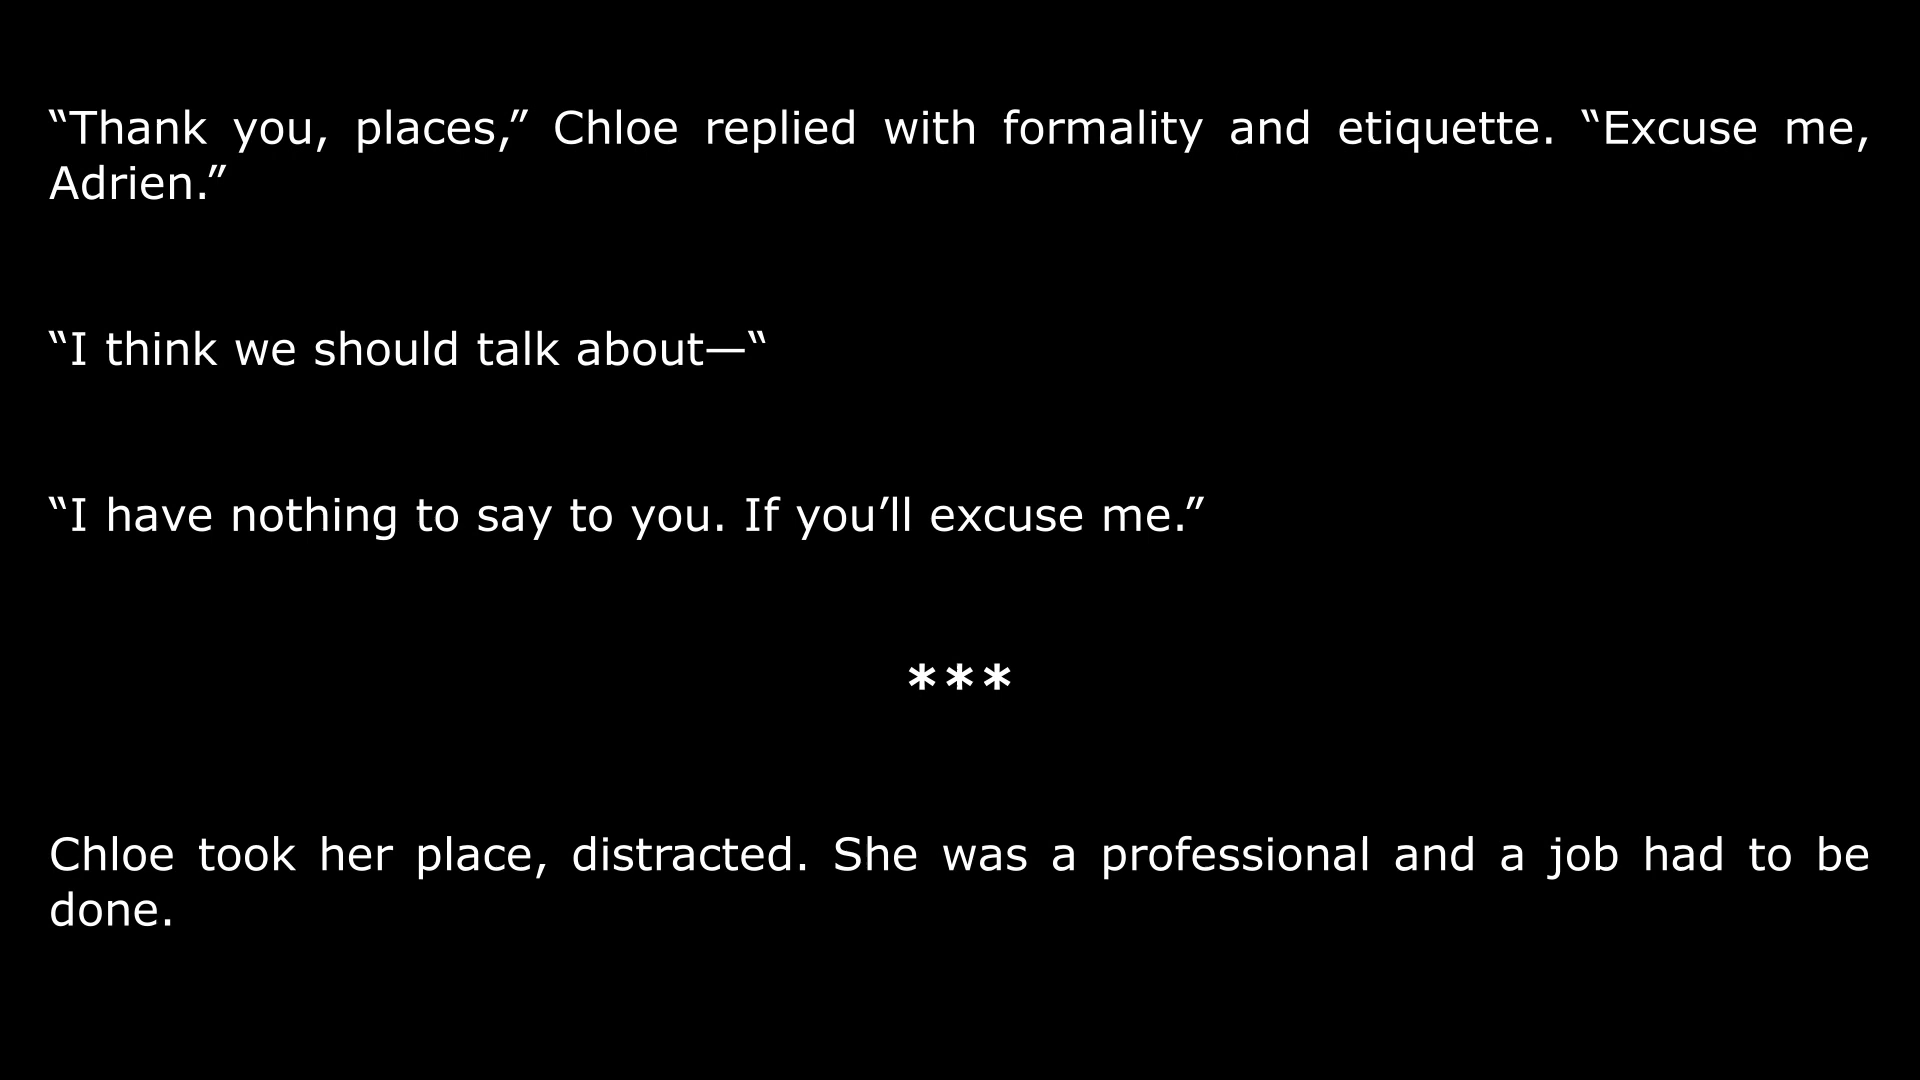 “Thank you, places,” Chloe replied with formality and etiquette. “Excuse me,
Adrien.”
“I think we should talk about—“
“I have nothing to say to you. If you’ll excuse me.”
***
Chloe took her place, distracted. She was a professional and a job had to be
done.